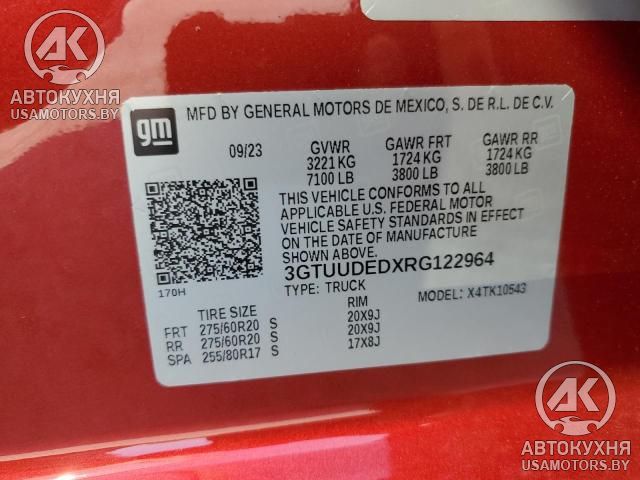 AK
АВТОКУХНЯ
USAMOTORS.BY
gm
MFD BY GENERAL MOTORS DE MEXICO, S. DE R.L. DE C.V.
09/23 GVWR GAWR FRT GAWR RR
3221 KG 1724 KG 1724 KG
7100 LB 3800 LB 3800 LB
THIS VEHICLE CONFORMS TO ALL
APPLICABLE U.S. FEDERAL MOTOR
VEHICLE SAFETY STANDARDS IN EFFECT
ON THE DATE OF MANUFACTURE
SHOWN ABOVE.
3GTUUDEDXRG122964
170H
TYPE: TRUCK MODEL: X4TK10543
TIRE SIZE RIM
FRT 275/60R20 S 20X9J
RR 275/60R20 S 20X9J
SPA 255/80R17 S 17X8J
AK
АВТОКУХНЯ
USAMOTORS.BY